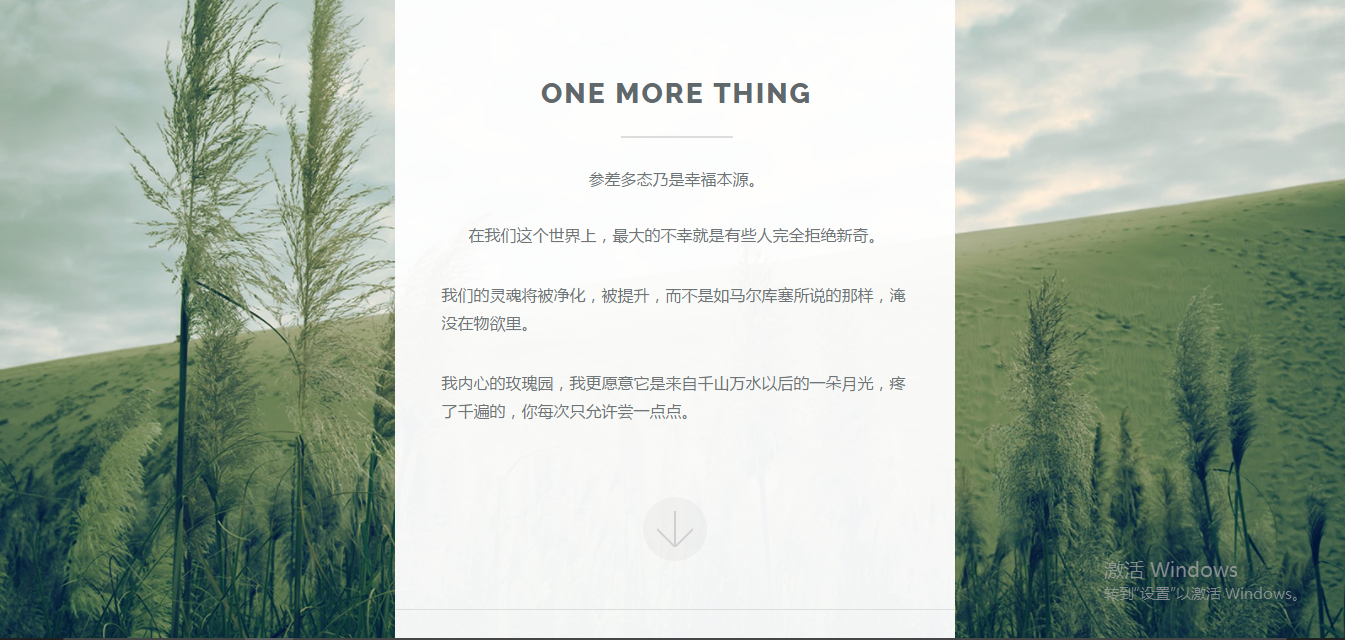 ONE MORE THING
参差多态乃是幸福本源。
在我们这个世界上，最大的不幸就是有些人完全拒绝新奇。
我们的灵魂将被净化，被提升，而不是如马尔库塞所说的那样，淹
没在物欲里。
我内心的玫瑰园，我更愿意它是来自千山万水以后的一朵月光，疼
了千遍的，你每次只允许尝一点点。
激活 Windows
转到"设置"以激活 Windows。